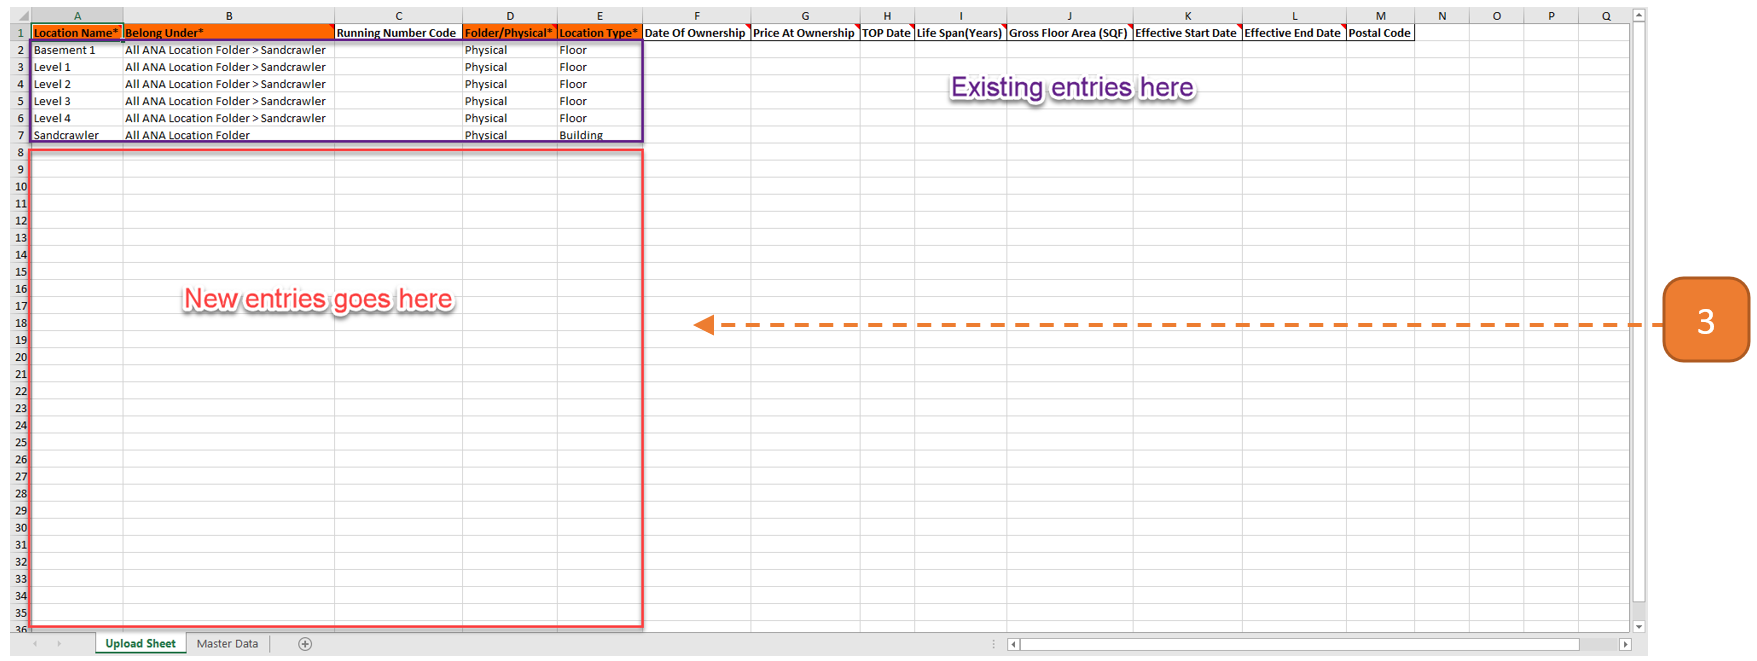 A B C D E F G H I J K L M N O P Q
1 Location Name* Belong Under* Running Number Code Folder/Physical* Location Type* Date Of Ownership Price At Ownership TOP Date Life Span(Years) Gross Floor Area (SQF) Effective Start Date Effective End Date Postal Code
2 Basement 1 All ANA Location Folder > Sandcrawler Physical Floor
3 Level 1 All ANA Location Folder > Sandcrawler Physical Floor
4 Level 2 All ANA Location Folder > Sandcrawler Physical Floor
Existing entries here
5 Level 3 All ANA Location Folder > Sandcrawler Physical Floor
6 Level 4 All ANA Location Folder > Sandcrawler Physical Floor
7 Sandcrawler All ANA Location Folder Physical Building
8
9
10
11
12
13
14
15
16
New entries goes here
17
18
3
19
20
21
22
23
24
25
26
27
28
29
30
31
32
33
34
35
36
Upload Sheet Master Data